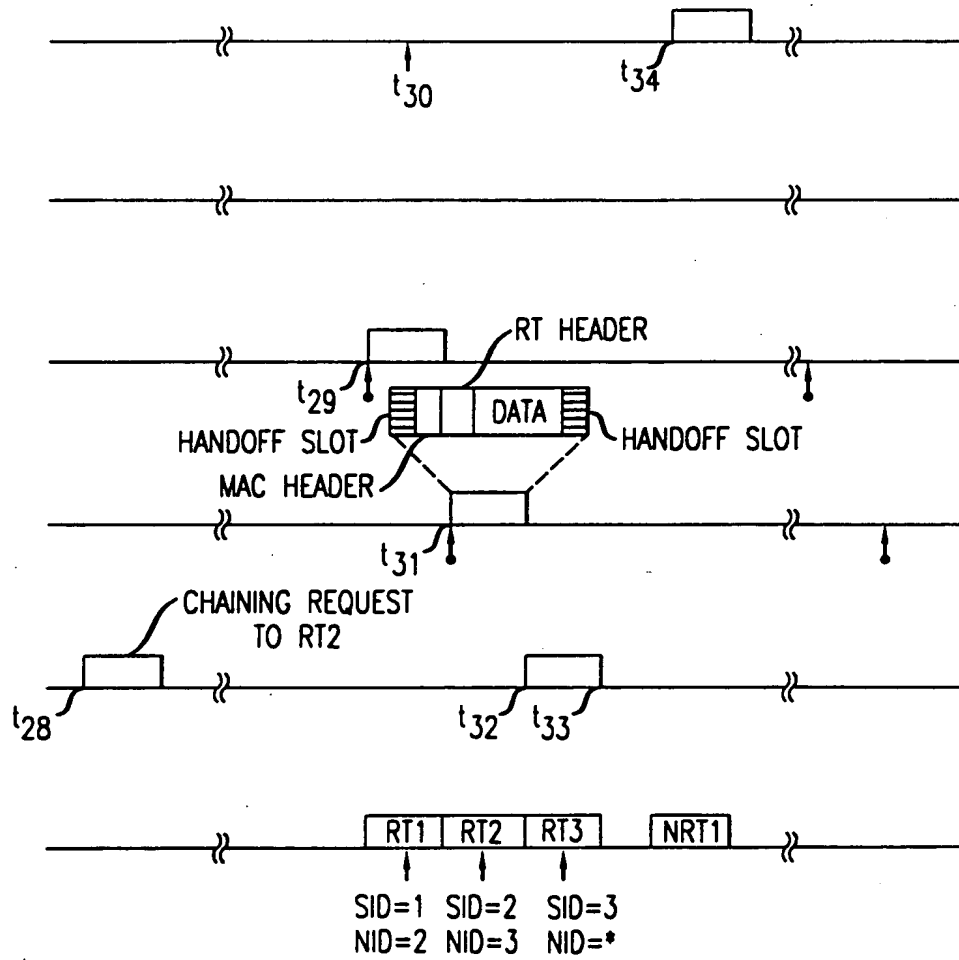 t30
t34
RT HEADER
t29
DATA
HANDOFF SLOT
HANDOFF SLOT
MAC HEADER
t31
CHAINING REQUEST
TO RT2
t28
t32
t33
RT1 RT2 RT3 NRT1
SID=1 SID=2 SID=3
NID=2 NID=3 NID=*